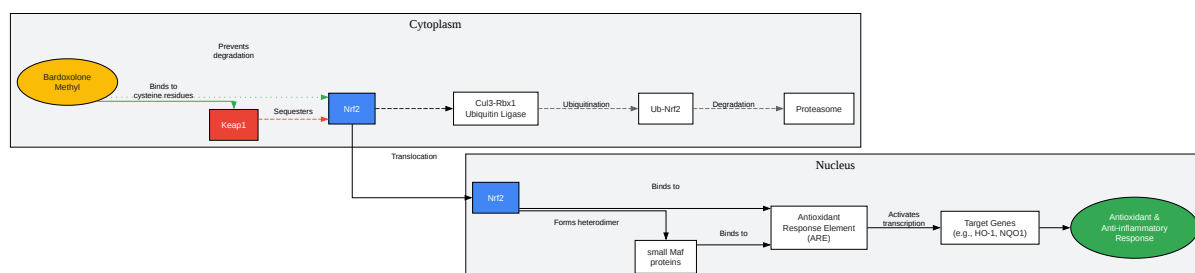 Cytoplasm
Prevents
degradation
Bardoxolone
Methyl
Binds to
cysteine residues
Keap1
Sequesters
Nrf2
Cul3-Rbx1
Ubiquitin Ligase
Ubiquitination
Ub-Nrf2
Degradation
Proteasome
Translocation
Nucleus
Nrf2
Binds to
Forms heterodimer
small Maf
proteins
Binds to
Antioxidant
Response Element
(ARE)
Activates
transcription
Target Genes
(e.g., HO-1, NQO1)
Antioxidant &
Anti-inflammatory
Response